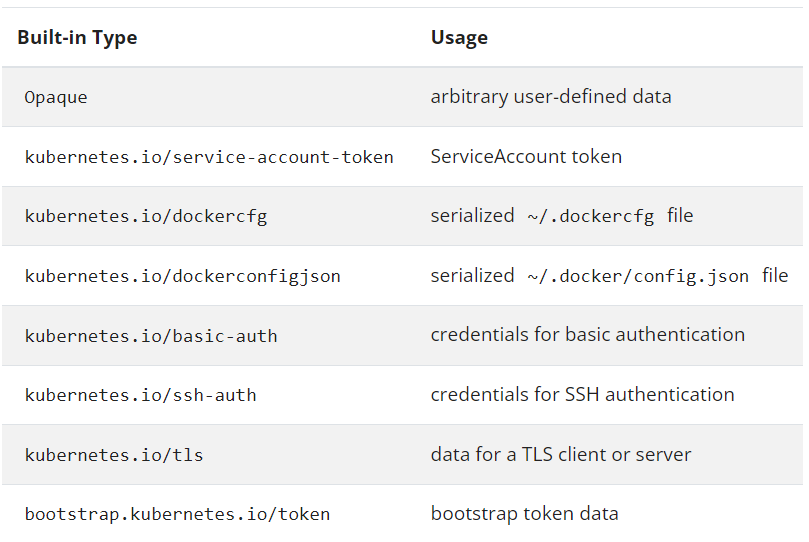 Built-in Type Usage
Opaque arbitrary user-defined data
kubernetes.io/service-account-token ServiceAccount token
kubernetes.io/dockercfg serialized ~/.dockercfg file
kubernetes.io/dockerconfigjson serialized ~/.docker/config.json file
kubernetes.io/basic-auth credentials for basic authentication
kubernetes.io/ssh-auth credentials for SSH authentication
kubernetes.io/tls data for a TLS client or server
bootstrap.kubernetes.io/token bootstrap token data